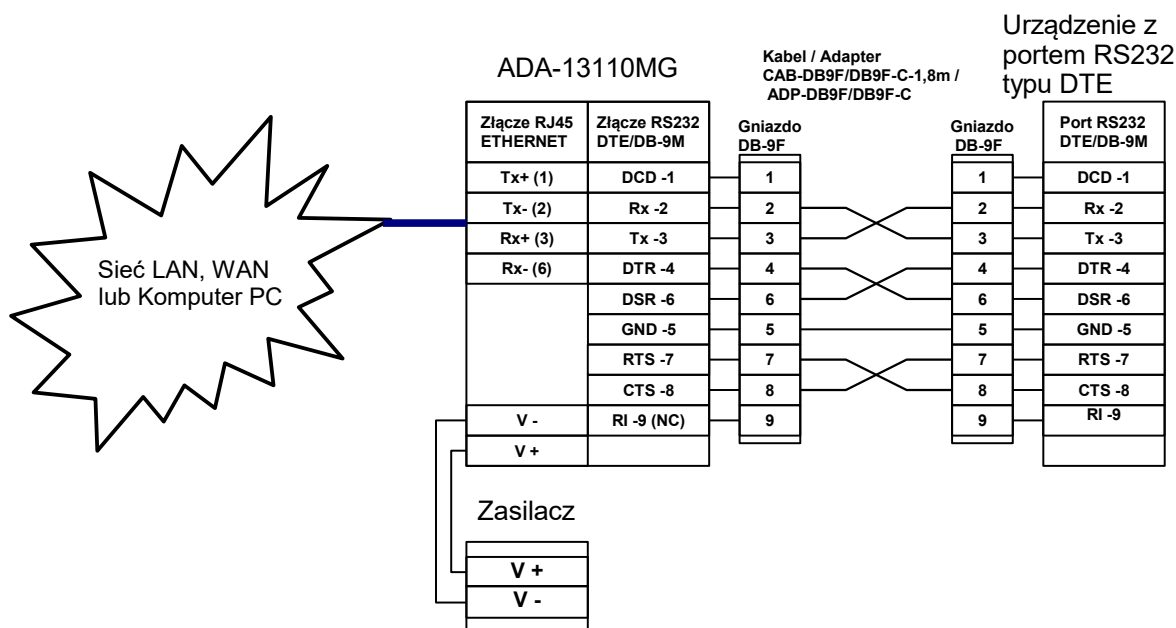 Urządzenie z
portem RS232
typu DTE
ADA-13110MG
Kabel / Adapter
CAB-DB9F/DB9F-C-1,8m /
ADP-DB9F/DB9F-C
Złącze RJ45
ETHERNET
Złącze RS232
DTE/DB-9M
Gniazdo
DB-9F
Gniazdo
DB-9F
Port RS232
DTE/DB-9M
Tx+ (1) DCD -1 1 1 DCD -1
Tx- (2) Rx -2 2 2 Rx -2
Rx+ (3) Tx -3 3 3 Tx -3
Rx- (6) DTR -4 4 4 DTR -4
DSR -6 6 6 DSR -6
GND -5 5 5 GND -5
RTS -7 7 7 RTS -7
CTS -8 8 8 CTS -8
V - RI -9 (NC) 9 9 RI -9
V +
Sieć LAN, WAN
lub Komputer PC
Zasilacz
V +
V -